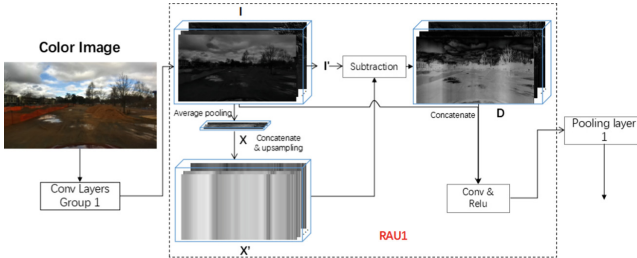 I
Color Image
I'
Subtraction
D
Average pooling
X
Concatenate
& upsampling
Concatenate
Pooling layer
1
Conv Layers
Group 1
Conv &
Relu
X'
RAU1